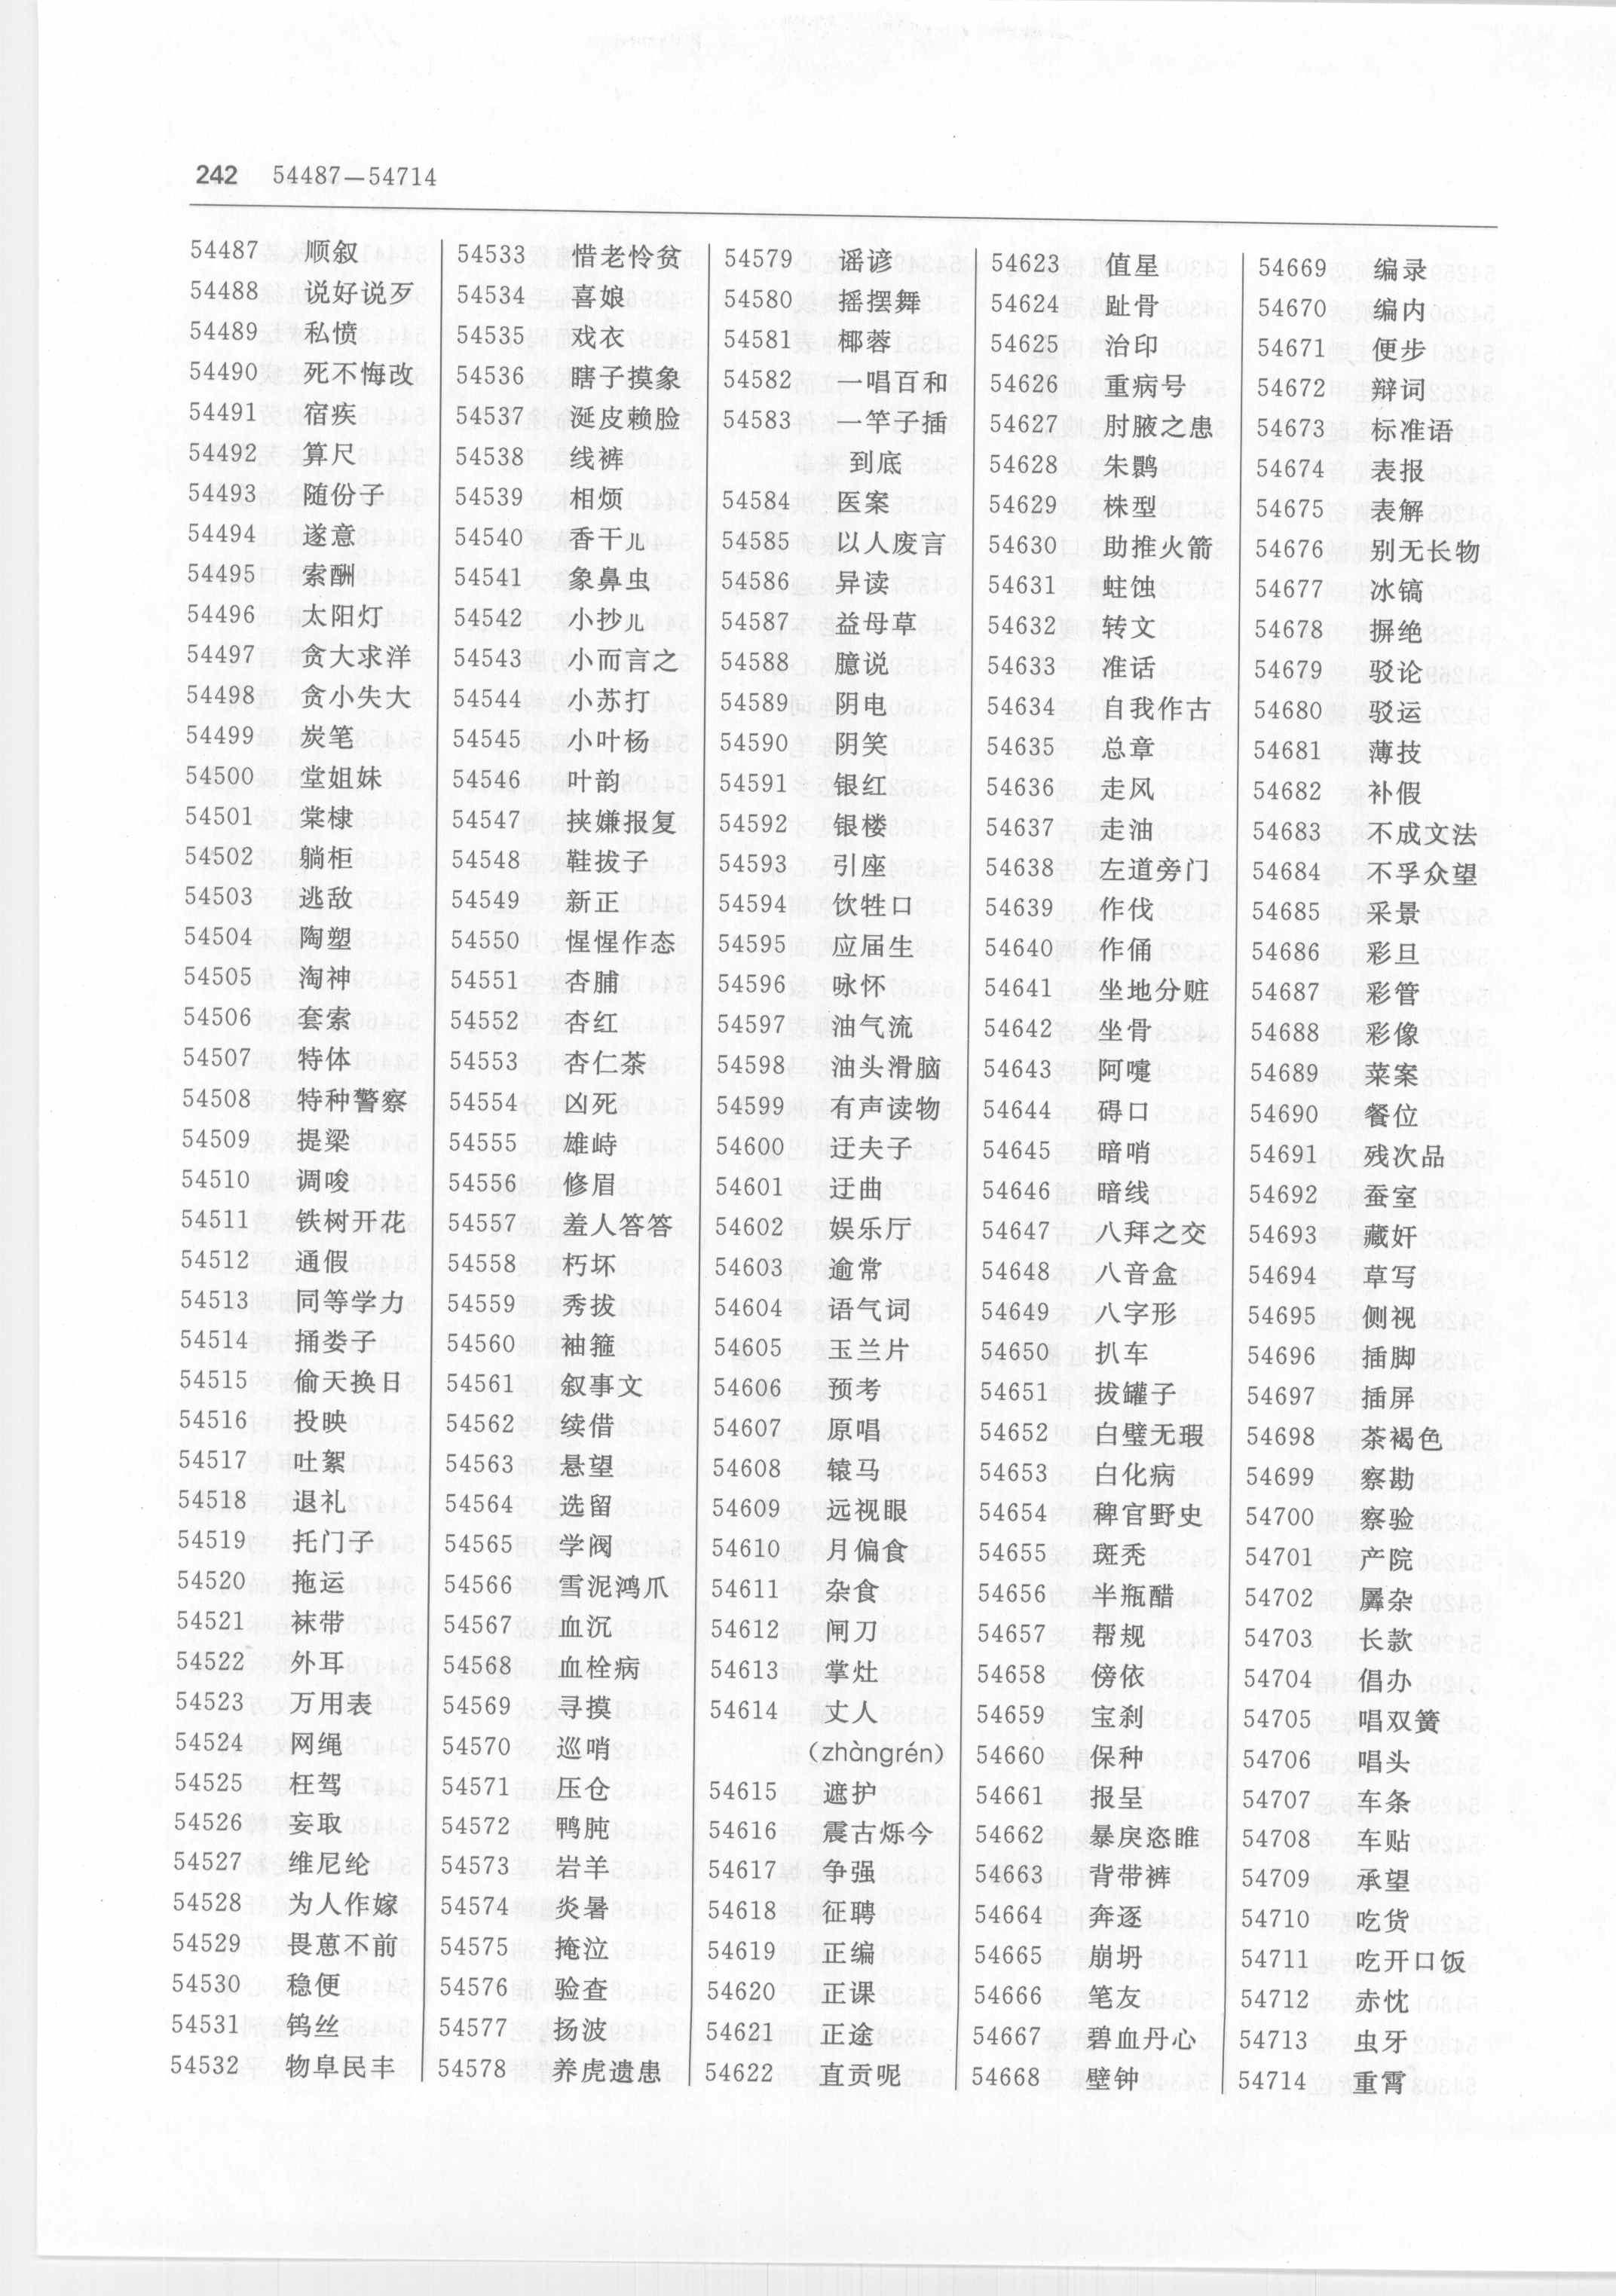 242 54487—54714
54487 顺叙
54488 说好说歹
54489 私愤
54490 死不悔改
54491 宿疾
54492 算尺
54493 随份子
54494 遂意
54495 索酬
54496 太阳灯
54497 贪大求洋
54498 贪小失大
54499 炭笔
54500 堂姐妹
54501 棠棣
54502 躺柜
54503 逃敌
54504 陶塑
54505 淘神
54506 套索
54507 特体
54508 特种警察
54509 提梁
54510 调唆
54511 铁树开花
54512 通假
54513 同等学力
54514 捅娄子
54515 偷天换日
54516 投映
54517 吐絮
54518 退礼
54519 托门子
54520 拖运
54521 袜带
54522 外耳
54523 万用表
54524 网绳
54525 枉驾
54526 妄取
54527 维尼纶
54528 为人作嫁
54529 畏葸不前
54530 稳便
54531 钨丝
54532 物阜民丰
54533 惜老怜贫
54534 喜娘
54535 戏衣
54536 瞎子摸象
54537 涎皮赖脸
54538 线裤
54539 相烦
54540 香干儿
54541 象鼻虫
54542 小抄儿
54543 小而言之
54544 小苏打
54545 小叶杨
54546 叶韵
54547 挟嫌报复
54548 鞋拔子
54549 新正
54550 惺惺作态
54551 杏脯
54552 杏红
54553 杏仁茶
54554 凶死
54555 雄峙
54556 修眉
54557 羞人答答
54558 朽坏
54559 秀拔
54560 袖箍
54561 叙事文
54562 续借
54563 悬望
54564 选留
54565 学阀
54566 雪泥鸿爪
54567 血沉
54568 血栓病
54569 寻摸
54570 巡哨
54571 压仓
54572 鸭肫
54573 岩羊
54574 炎暑
54575 掩泣
54576 验查
54577 扬波
54578 养虎遗患
54579 谣谚
54580 摇摆舞
54581 椰蓉
54582 一唱百和
54583 一竿子插
到底
54584 医案
54585 以人废言
54586 异读
54587 益母草
54588 臆说
54589 阴电
54590 阴笑
54591 银红
54592 银楼
54593 引座
54594 饮牲口
54595 应届生
54596 咏怀
54597 油气流
54598 油头滑脑
54599 有声读物
54600 迂夫子
54601 迂曲
54602 娱乐厅
54603 逾常
54604 语气词
54605 玉兰片
54606 预考
54607 原唱
54608 辕马
54609 远视眼
54610 月偏食
54611 杂食
54612 闸刀
54613 掌灶
54614 丈人
(zhàngrén)
54615 遮护
54616 震古烁今
54617 争强
54618 征聘
54619 正编
54620 正课
54621 正途
54622 直贡呢
54623 值星
54624 趾骨
54625 治印
54626 重病号
54627 肘腋之患
54628 朱鹮
54629 株型
54630 助推火箭
54631 蛀蚀
54632 转文
54633 准话
54634 自我作古
54635 总章
54636 走风
54637 走油
54638 左道旁门
54639 作伐
54640 作俑
54641 坐地分赃
54642 坐骨
54643 阿嚏
54644 碍口
54645 暗哨
54646 暗线
54647 八拜之交
54648 八音盒
54649 八字形
54650 扒车
54651 拔罐子
54652 白璧无瑕
54653 白化病
54654 稗官野史
54655 斑秃
54656 半瓶醋
54657 帮规
54658 傍依
54659 宝刹
54660 保种
54661 报呈
54662 暴戾恣睢
54663 背带裤
54664 奔逐
54665 崩坍
54666 笔友
54667 碧血丹心
54668 壁钟
54669 编录
54670 编内
54671 便步
54672 辩词
54673 标准语
54674 表报
54675 表解
54676 别无长物
54677 冰镐
54678 摒绝
54679 驳论
54680 驳运
54681 薄技
54682 补假
54683 不成文法
54684 不孚众望
54685 采景
54686 彩旦
54687 彩管
54688 彩像
54689 菜案
54690 餐位
54691 残次品
54692 蚕室
54693 藏奸
54694 草写
54695 侧视
54696 插脚
54697 插屏
54698 茶褐色
54699 察勘
54700 察验
54701 产院
54702 羼杂
54703 长款
54704 倡办
54705 唱双簧
54706 唱头
54707 车条
54708 车贴
54709 承望
54710 吃货
54711 吃开口饭
54712 赤忱
54713 虫牙
54714 重霄